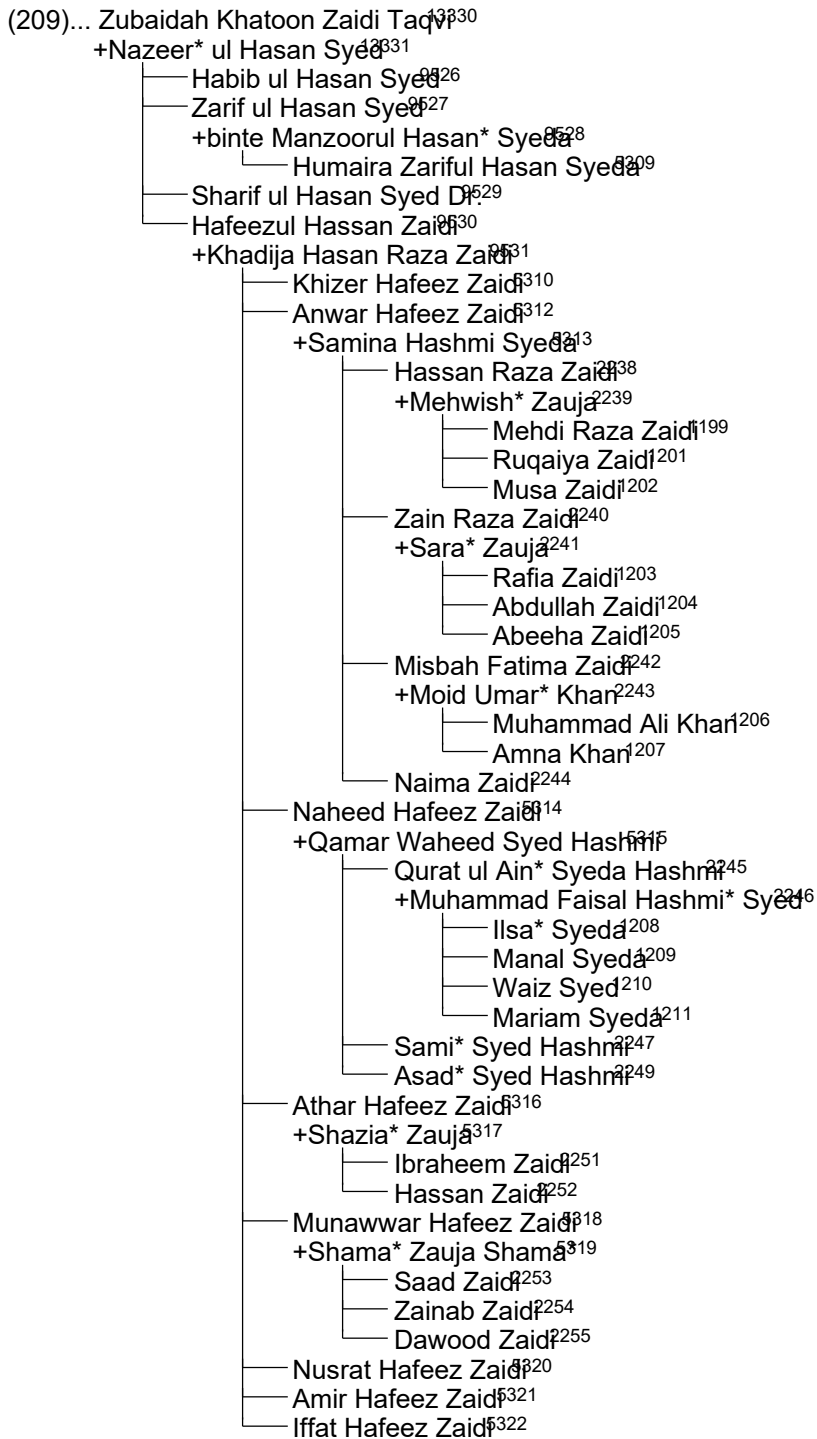 (209)... Zubaidah Khatoon Zaidi Taqvi13330
+Nazeer* ul Hasan Syed13331
Habib ul Hasan Syed9526
Zarif ul Hasan Syed9527
+binte Manzoorul Hasan* Syeda9528
Humaira Zariful Hasan Syeda5309
Sharif ul Hasan Syed Dr.9529
Hafeezul Hassan Zaidi9530
+Khadija Hasan Raza Zaidi9531
Khizer Hafeez Zaidi5310
Anwar Hafeez Zaidi5312
+Samina Hashmi Syeda5313
Hassan Raza Zaidi2238
+Mehwish* Zauja2239
Mehdi Raza Zaidi1199
Ruqaiya Zaidi1201
Musa Zaidi1202
Zain Raza Zaidi2240
+Sara* Zauja2241
Rafia Zaidi1203
Abdullah Zaidi1204
Abeeha Zaidi1205
Misbah Fatima Zaidi2242
+Moid Umar* Khan2243
Muhammad Ali Khan1206
Amna Khan1207
Naima Zaidi2244
Naheed Hafeez Zaidi5314
+Qamar Waheed Syed Hashmi5315
Qurat ul Ain* Syeda Hashmi2245
+Muhammad Faisal Hashmi* Syed2246
Ilsa* Syeda1208
Manal Syeda1209
Waiz Syed1210
Mariam Syeda1211
Sami* Syed Hashmi2247
Asad* Syed Hashmi2249
Athar Hafeez Zaidi5316
+Shazia* Zauja5317
Ibraheem Zaidi2251
Hassan Zaidi2252
Munawwar Hafeez Zaidi5318
+Shama* Zauja Shama*5319
Saad Zaidi2253
Zainab Zaidi2254
Dawood Zaidi2255
Nusrat Hafeez Zaidi5320
Amir Hafeez Zaidi5321
Iffat Hafeez Zaidi5322